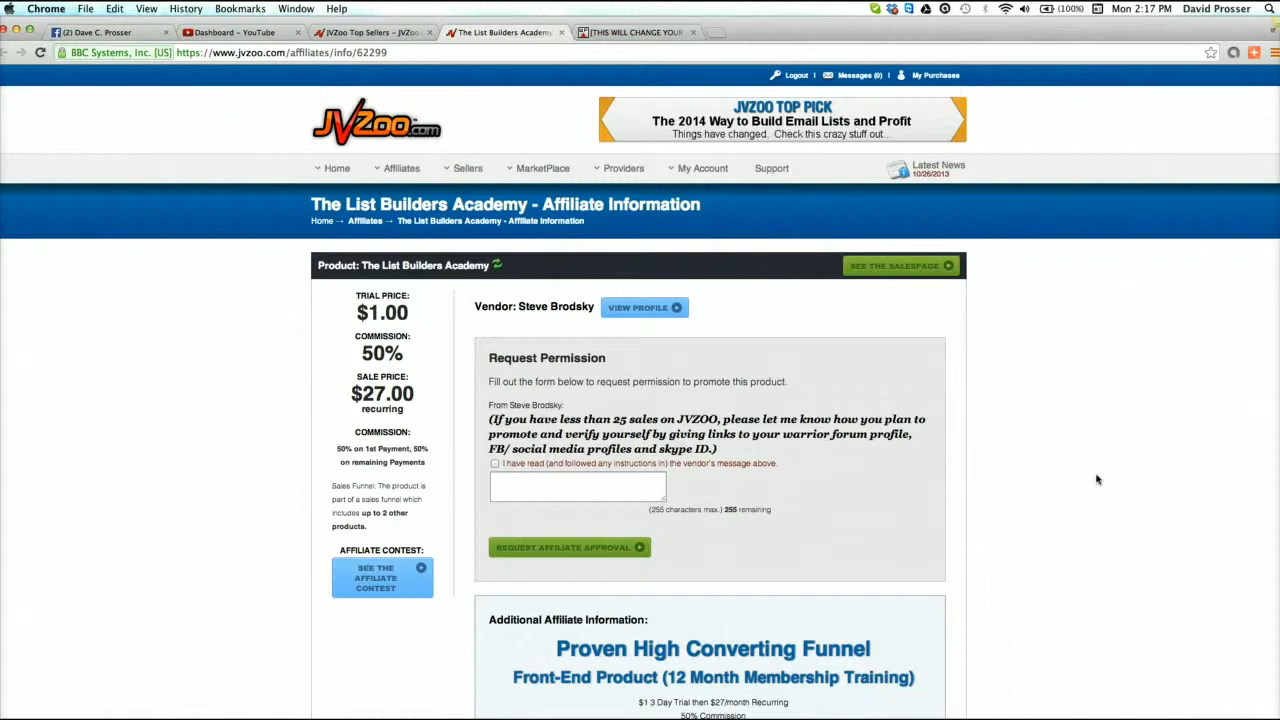 Chrome File Edit View History Bookmarks Window Help (100%) Mon 2:17 PM David Prosser
(2) Dave C. Prosser Dashboard – YouTube JVZoo Top Sellers – JVZoo.c The List Builders Academy [THIS WILL CHANGE YOUR
BBC Systems, Inc. [US] https://www.jvzoo.com/affiliates/info/62299
Logout | Messages (0) | My Purchases
JVZoo.com
JVZOO TOP PICK
The 2014 Way to Build Email Lists and Profit
Things have changed. Check this crazy stuff out...
Home Affiliates Sellers MarketPlace Providers My Account Support
Latest News
10/26/2013
The List Builders Academy - Affiliate Information
Home → Affiliates → The List Builders Academy - Affiliate Information
Product: The List Builders Academy
SEE THE SALESPAGE
TRIAL PRICE:
$1.00
COMMISSION:
50%
SALE PRICE:
$27.00
recurring
COMMISSION:
50% on 1st Payment, 50%
on remaining Payments
Sales Funnel: The product is
part of a sales funnel which
includes up to 2 other
products.
AFFILIATE CONTEST:
SEE THE
AFFILIATE
CONTEST
Vendor: Steve Brodsky VIEW PROFILE
Request Permission
Fill out the form below to request permission to promote this product.
From Steve Brodsky:
(If you have less than 25 sales on JVZOO, please let me know how you plan to
promote and verify yourself by giving links to your warrior forum profile,
FB/ social media profiles and skype ID.)
I have read (and followed any instructions in) the vendor's message above.
(255 characters max.) 255 remaining
REQUEST AFFILIATE APPROVAL
Additional Affiliate Information:
Proven High Converting Funnel
Front-End Product (12 Month Membership Training)
$1 3 Day Trial then $27/month Recurring
50% Commission